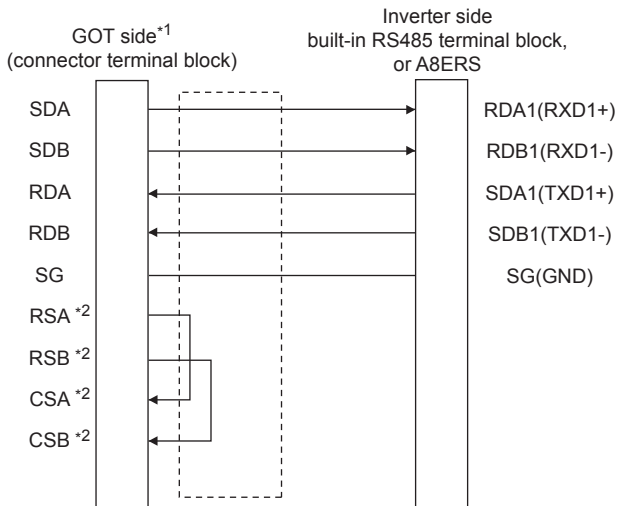 GOT side*1
(connector terminal block)
Inverter side
built-in RS485 terminal block,
or A8ERS
SDA
RDA1(RXD1+)
SDB
RDB1(RXD1-)
RDA
SDA1(TXD1+)
RDB
SDB1(TXD1-)
SG
SG(GND)
RSA *2
RSB *2
CSA *2
CSB *2